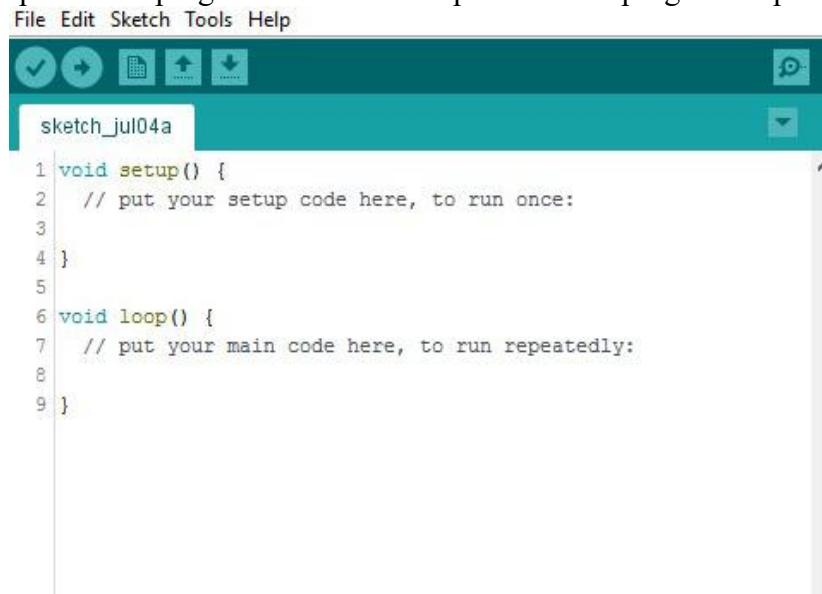 File Edit Sketch Tools Help
sketch_jul04a
1 void setup() {
2   // put your setup code here, to run once:
3
4 }
5
6 void loop() {
7   // put your main code here, to run repeatedly:
8
9 }